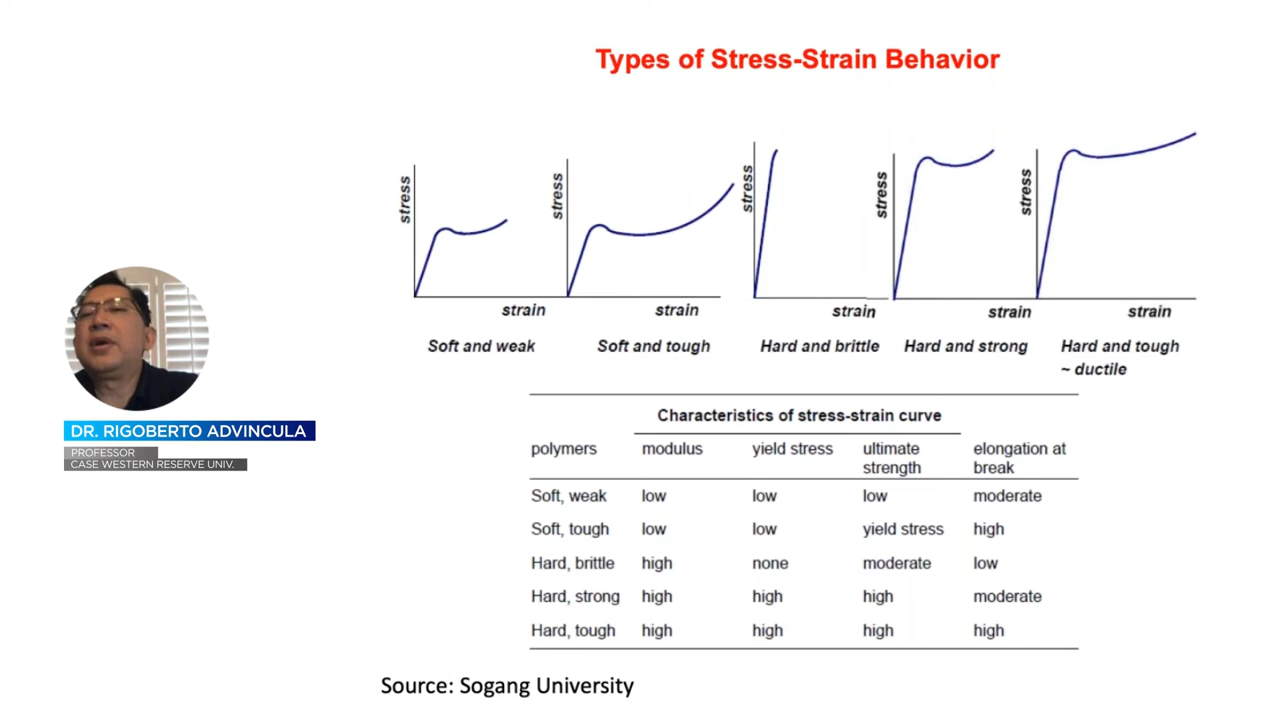 Types of Stress-Strain Behavior
stress
stress
stress
stress
stress
strain
strain
strain
strain
strain
Soft and weak
Soft and tough
Hard and brittle
Hard and strong
Hard and tough
~ ductile
DR. RIGOBERTO ADVINCULA
PROFESSOR
CASE WESTERN RESERVE UNIV.
Characteristics of stress-strain curve
polymers modulus yield stress ultimate strength elongation at break
Soft, weak low low low moderate
Soft, tough low low yield stress high
Hard, brittle high none moderate low
Hard, strong high high high moderate
Hard, tough high high high high
Source: Sogang University